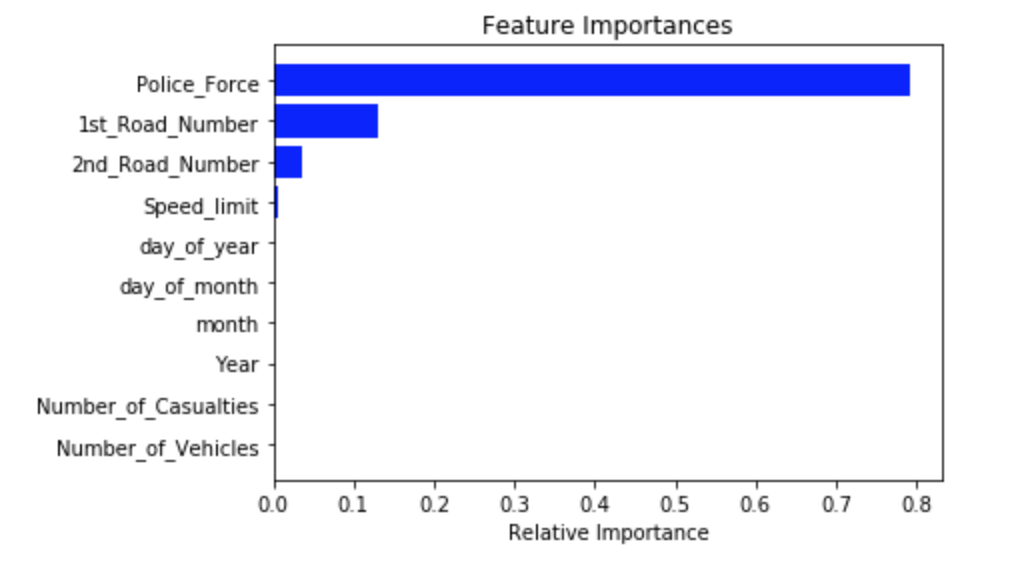 Feature Importances
Police_Force
1st_Road_Number
2nd_Road_Number
Speed_limit
day_of_year
day_of_month
month
Year
Number_of_Casualties
Number_of_Vehicles
0.0 0.1 0.2 0.3 0.4 0.5 0.6 0.7 0.8
Relative Importance